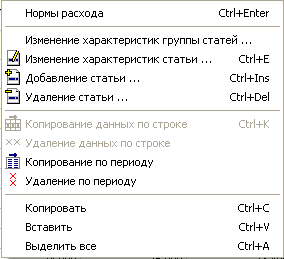 Нормы расхода Ctrl+Enter
Изменение характеристик группы статей ...
Изменение характеристик статьи ... Ctrl+E
Добавление статьи ... Ctrl+Ins
Удаление статьи ... Ctrl+Del
Копирование данных по строке Ctrl+K
Удаление данных по строке
Копирование по периоду
Удаление по периоду
Копировать Ctrl+C
Вставить Ctrl+V
Выделить все Ctrl+A